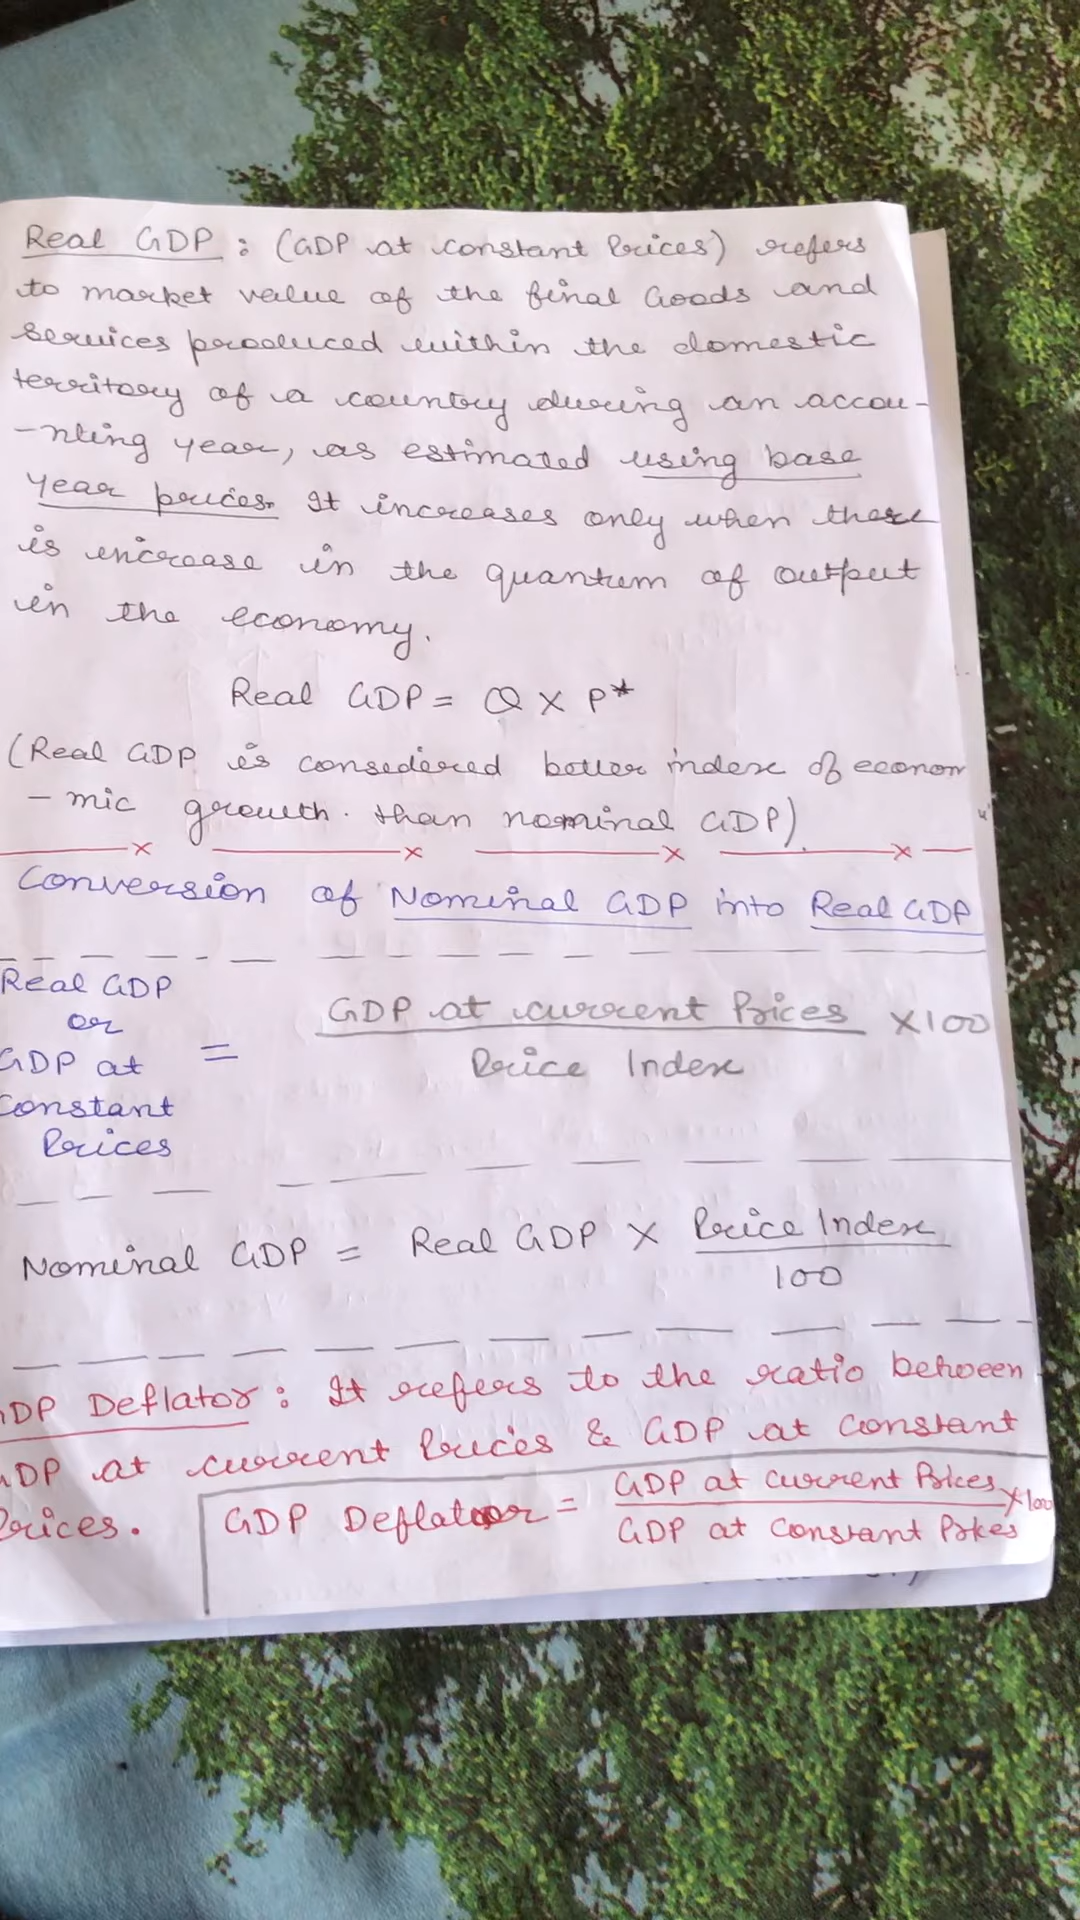 Real GDP : (GDP at constant Prices) refers
to market value of the final Goods and
services produced within the domestic
territory of a country during an accou-
-nting year, as estimated using base
year prices. It increases only when there
is increase in the quantum of output
in the economy.
Real GDP = Q X P*
(Real GDP is considered better index of econom
- mic growth. than nominal GDP).
Conversion of Nominal GDP into Real GDP
Real GDP
or
GDP at
Constant
Prices
=
GDP at current Prices
Price Index
X100
Nominal GDP = Real GDP X Price Index
100
DP Deflator : It refers to the ratio between
DP at current Prices & GDP at Constant
Prices.
GDP Deflator = GDP at Current Prices X100
GDP at Constant Prices